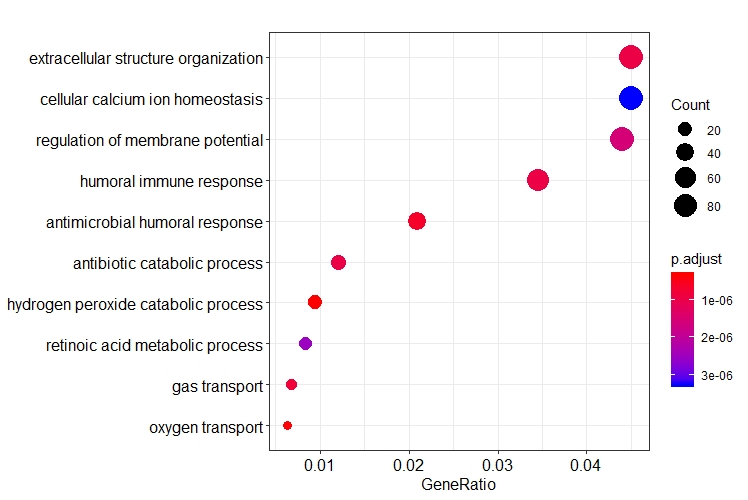 extracellular structure organization
cellular calcium ion homeostasis
regulation of membrane potential
humoral immune response
antimicrobial humoral response
antibiotic catabolic process
hydrogen peroxide catabolic process
retinoic acid metabolic process
gas transport
oxygen transport
0.01 0.02 0.03 0.04
GeneRatio
Count
20
40
60
80
p.adjust
1e-06
2e-06
3e-06